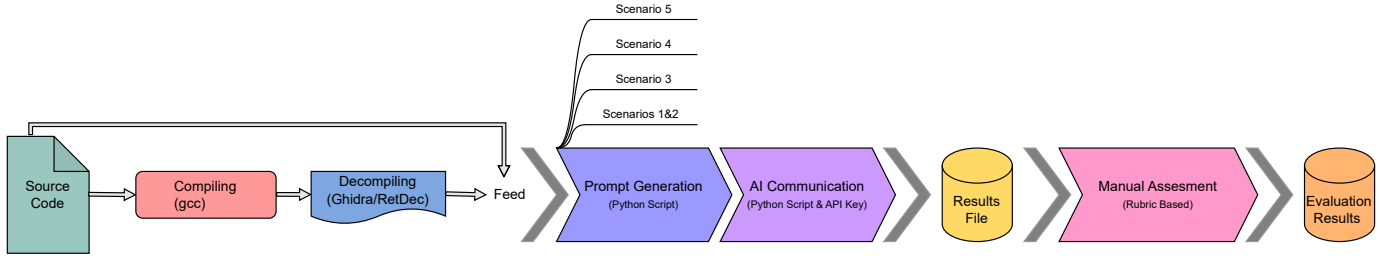 Scenario 5
Scenario 4
Scenario 3
Scenarios 1&2
Source
Code
Compiling
(gcc)
Decompiling
(Ghidra/RetDec)
Feed
Prompt Generation
(Python Script)
AI Communication
(Python Script & API Key)
Results
File
Manual Assesment
(Rubric Based)
Evaluation
Results